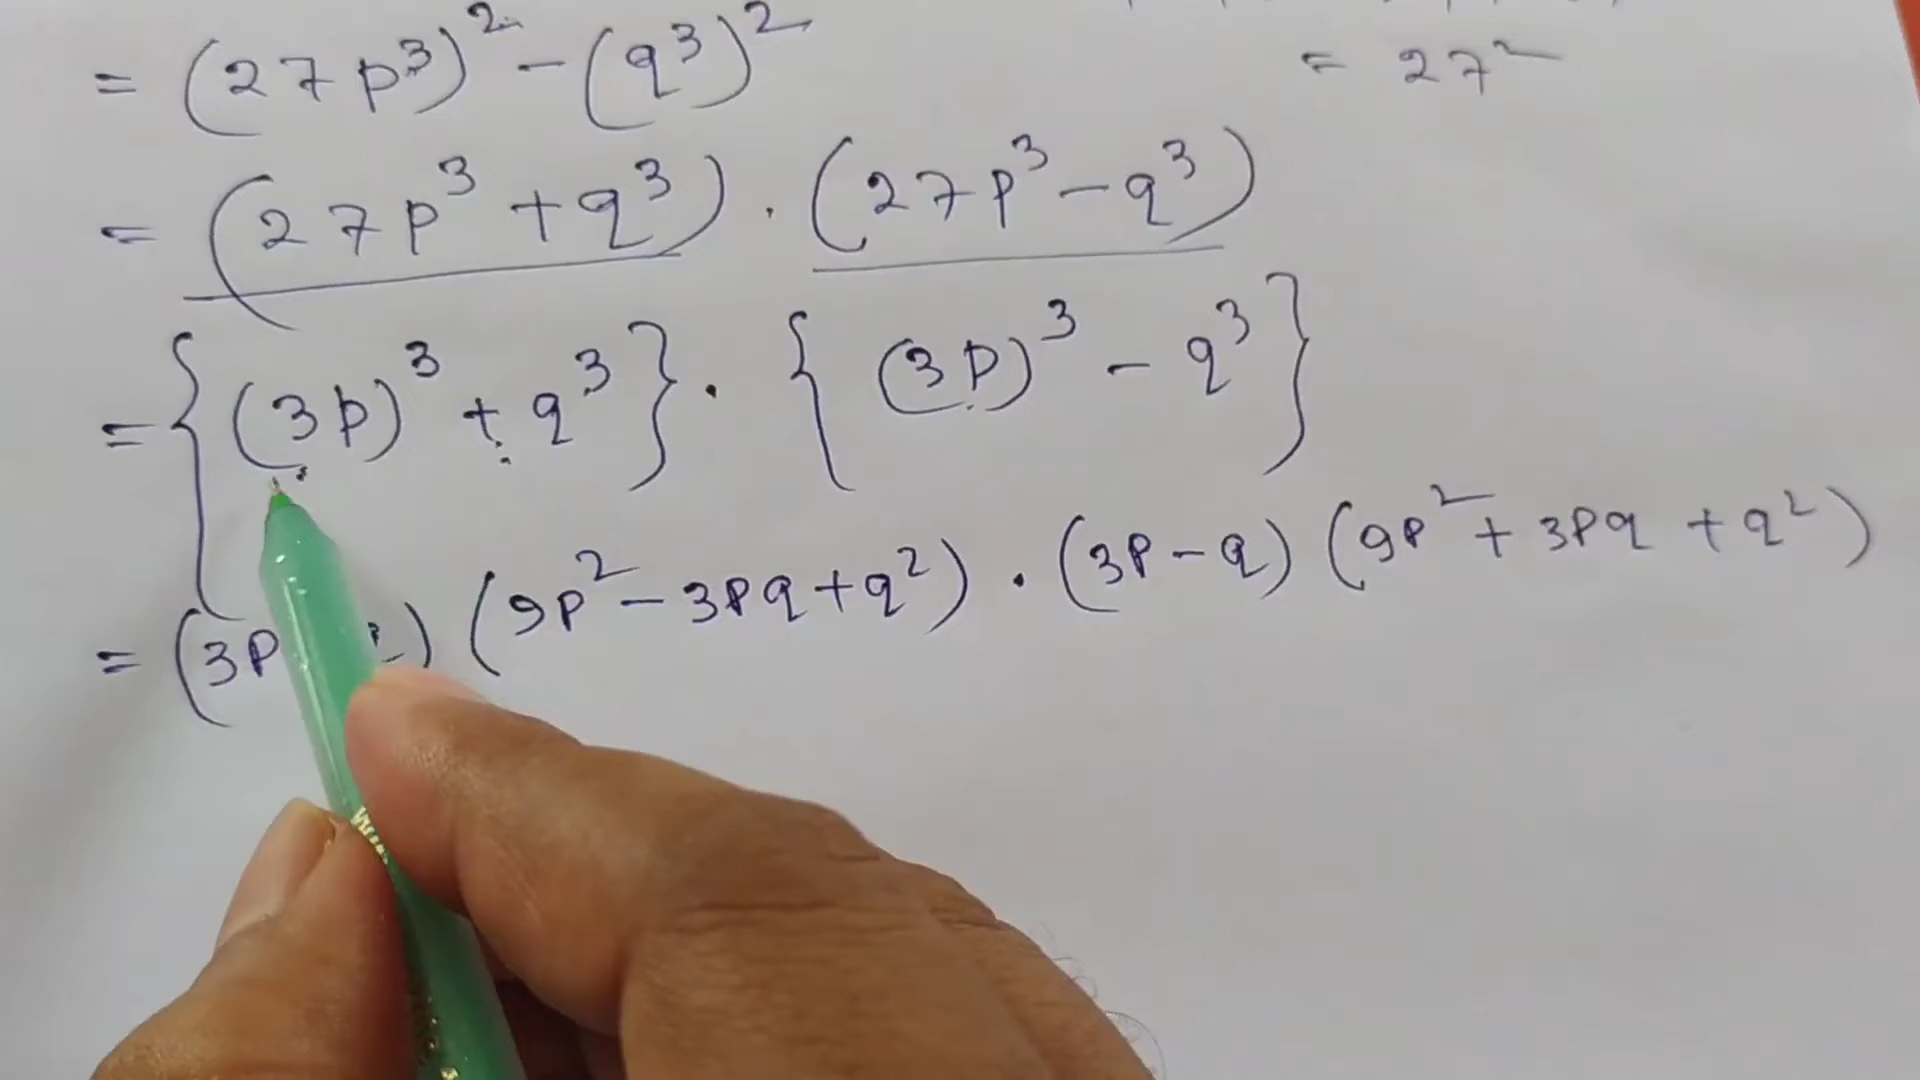 = (27p³)² - (q³)²
= 27²
= (27p³ + q³) . (27p³ - q³)
= {(3p)³ + q³} . {(3p)³ - q³}
= (3p q) (9p² - 3pq + q²) . (3p - q) (9p² + 3pq + q²)